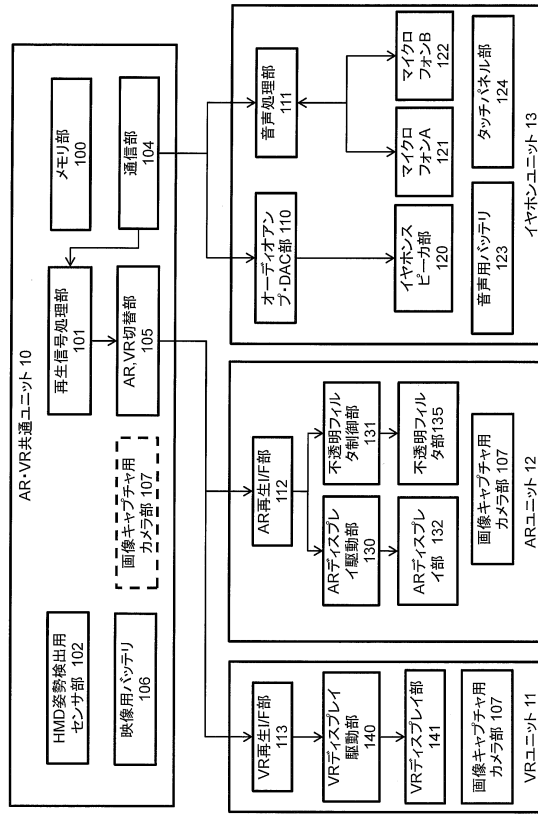 AR・VR共通ユニット 10
HMD姿勢検出用
センサ部 102
映像用バッテリ
106
画像キャプチャ用
カメラ部 107
再生信号処理部
101
AR,VR切替部
105
メモリ部
100
通信部
104
VR再生I/F部
113
VRディスプレイ
駆動部
140
VRディスプレイ部
141
画像キャプチャ用
カメラ部 107
VRユニット 11
AR再生I/F部
112
ARディスプレ
イ駆動部
130
不透明フィル
タ制御部
131
ARディスプレ
イ部 132
不透明フィル
タ部135
画像キャプチャ用
カメラ部 107
ARユニット 12
オーディオアン
プ・DAC部 110
音声処理部
111
イヤホンス
ピーカ部
120
マイクロ
フォンA
121
マイクロ
フォンB
122
音声用バッテリ
123
タッチパネル部
124
イヤホンユニット 13